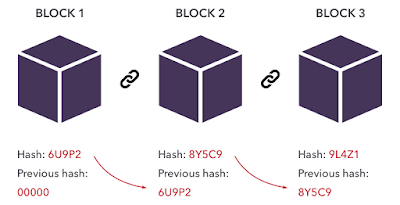 BLOCK 1
BLOCK 2
BLOCK 3
Hash: 6U9P2
Previous hash:
00000
Hash: 8Y5C9
Previous hash:
6U9P2
Hash: 9L4Z1
Previous hash:
8Y5C9